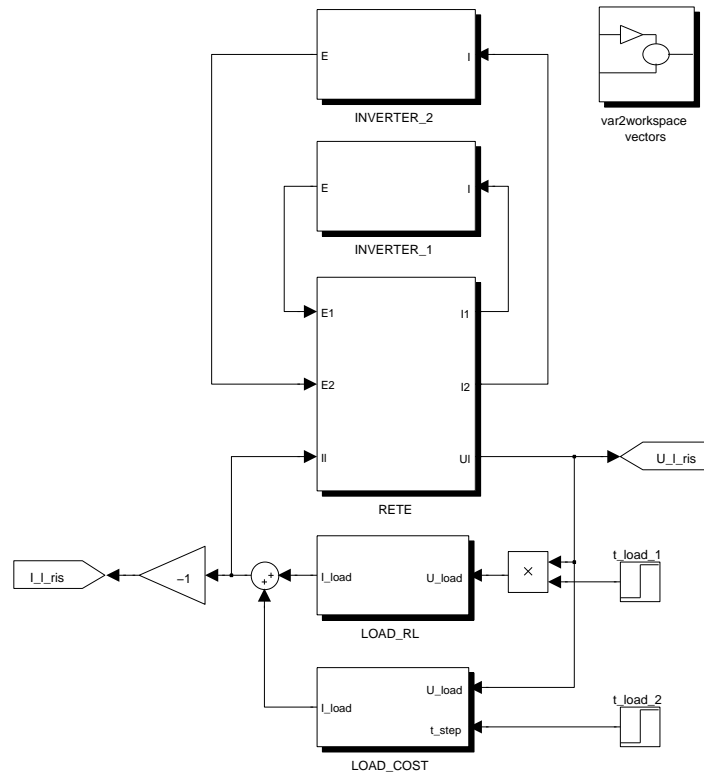 E
I
INVERTER_2
var2workspace
vectors
E
I
INVERTER_1
E1
I1
E2
I2
Il
Ul
RETE
U_l_ris
I_l_ris
−1
+
+
I_load
U_load
LOAD_RL
×
t_load_1
I_load
U_load
t_step
LOAD_COST
t_load_2